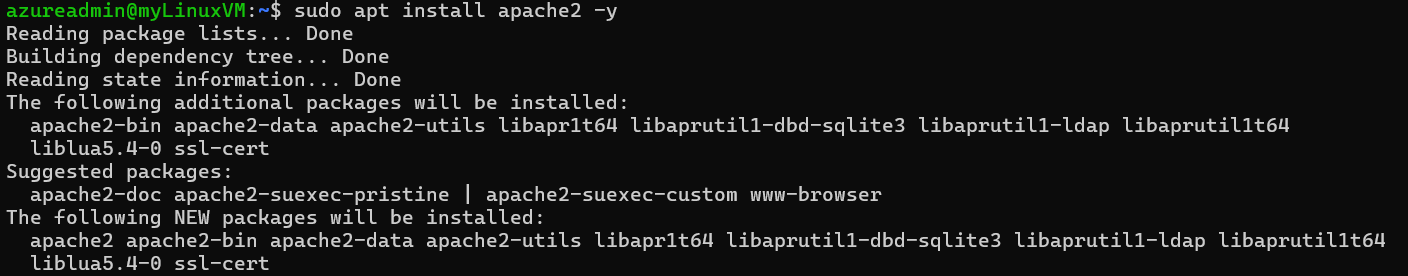 azureadmin@myLinuxVM:~$ sudo apt install apache2 -y
Reading package lists... Done
Building dependency tree... Done
Reading state information... Done
The following additional packages will be installed:
  apache2-bin apache2-data apache2-utils libapr1t64 libaprutil1-dbd-sqlite3 libaprutil1-ldap libaprutil1t64
  liblua5.4-0 ssl-cert
Suggested packages:
  apache2-doc apache2-suexec-pristine | apache2-suexec-custom www-browser
The following NEW packages will be installed:
  apache2 apache2-bin apache2-data apache2-utils libapr1t64 libaprutil1-dbd-sqlite3 libaprutil1-ldap libaprutil1t64
  liblua5.4-0 ssl-cert